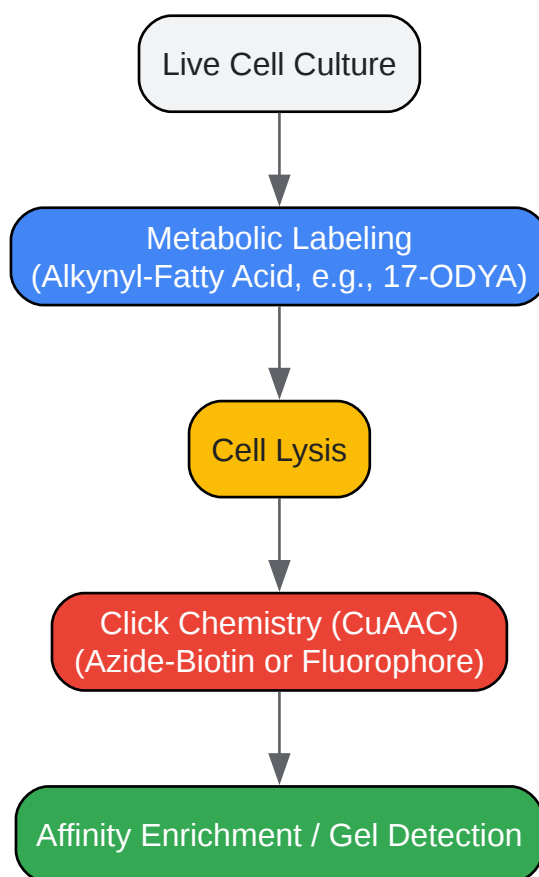 Live Cell Culture
Metabolic Labeling
(Alkynyl-Fatty Acid, e.g., 17-ODYA)
Cell Lysis
Click Chemistry (CuAAC)
(Azide-Biotin or Fluorophore)
Affinity Enrichment / Gel Detection